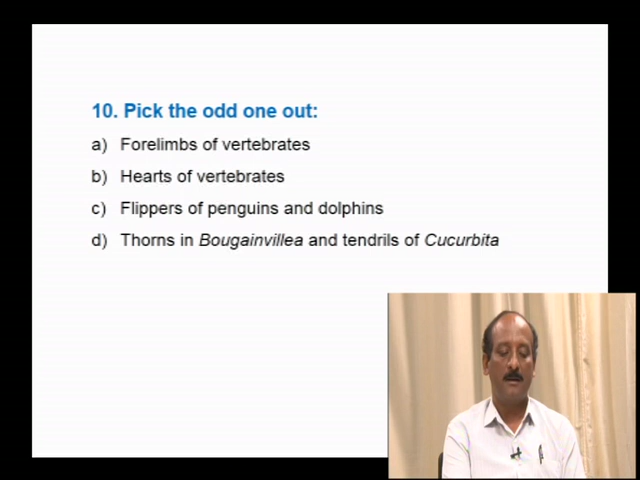 10. Pick the odd one out:
a) Forelimbs of vertebrates
b) Hearts of vertebrates
c) Flippers of penguins and dolphins
d) Thorns in Bougainvillea and tendrils of Cucurbita